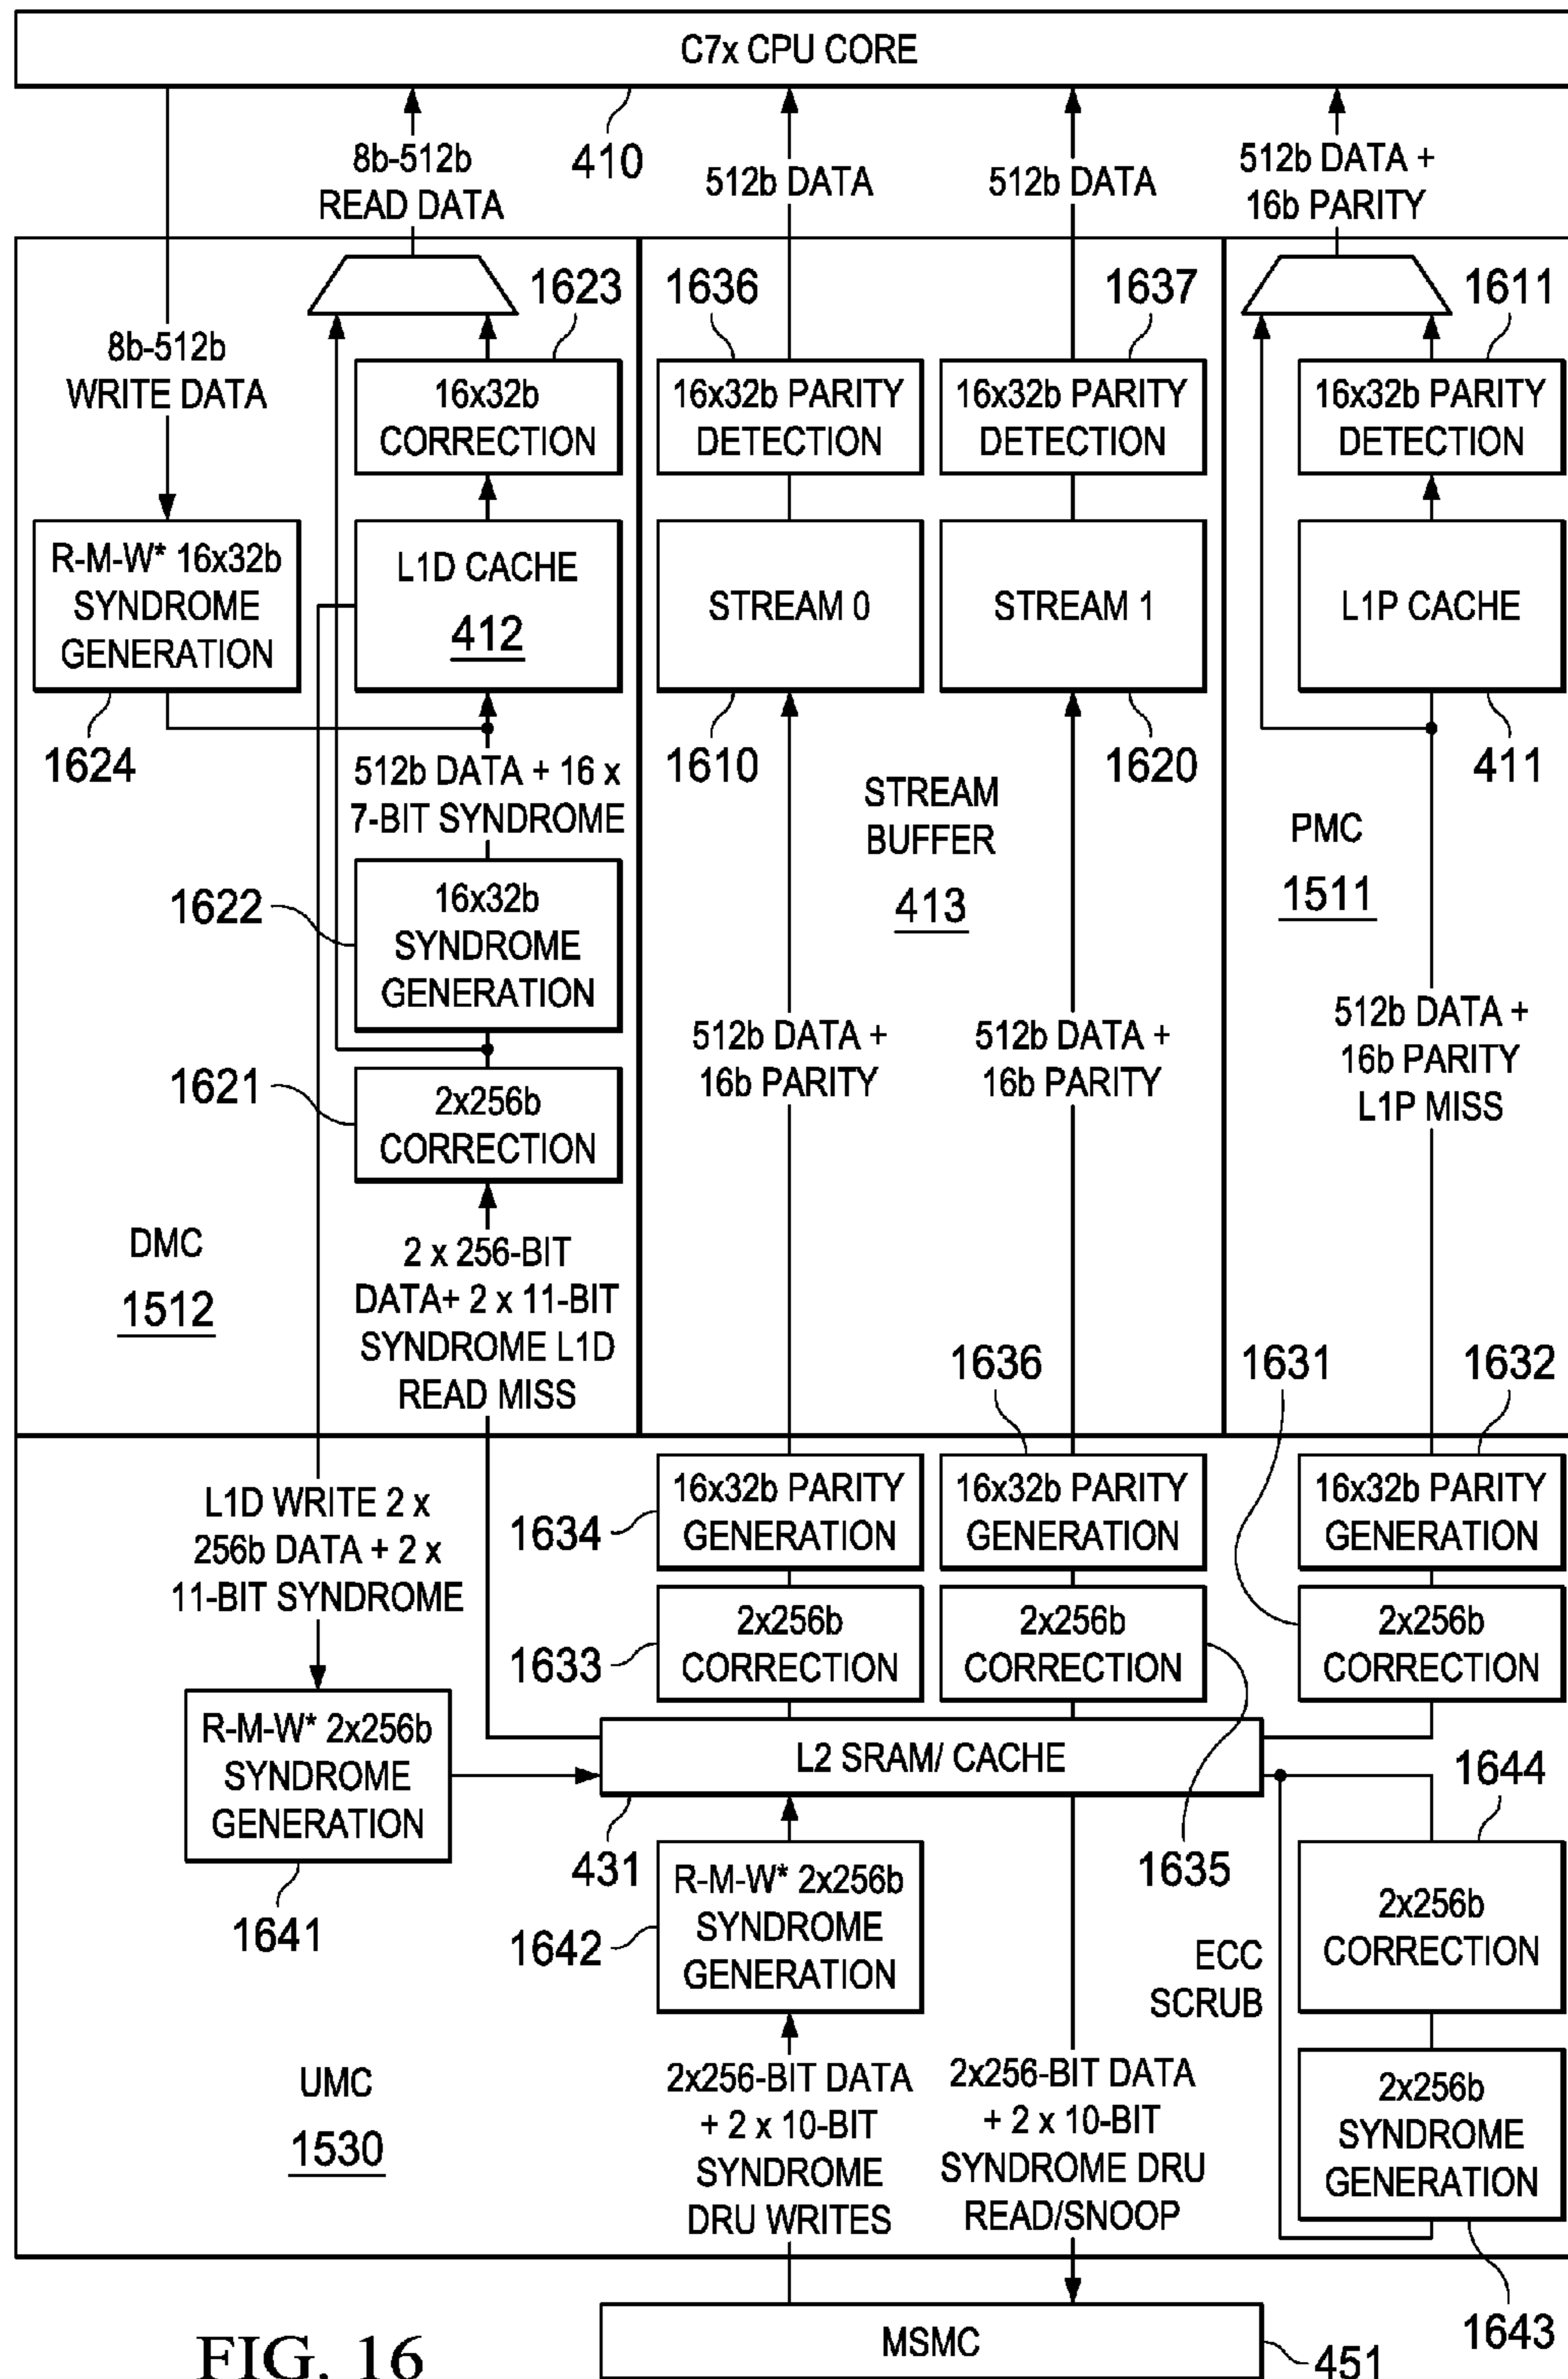 C7x CPU CORE
410
8b-512b
READ DATA
512b DATA
512b DATA
512b DATA +
16b PARITY
8b-512b
WRITE DATA
1623
1636
1637
1611
16x32b
CORRECTION
16x32b PARITY
DETECTION
16x32b PARITY
DETECTION
16x32b PARITY
DETECTION
R-M-W* 16x32b
SYNDROME
GENERATION
1624
L1D CACHE
412
STREAM 0
1610
STREAM 1
1620
L1P CACHE
411
512b DATA + 16 x
7-BIT SYNDROME
STREAM
BUFFER
413
PMC
1511
1622
16x32b
SYNDROME
GENERATION
512b DATA +
16b PARITY
512b DATA +
16b PARITY
512b DATA +
16b PARITY
L1P MISS
1621
2x256b
CORRECTION
DMC
1512
2 x 256-BIT
DATA+ 2 x 11-BIT
SYNDROME L1D
READ MISS
1636
1631
1632
L1D WRITE 2 x
256b DATA + 2 x
11-BIT SYNDROME
1634
16x32b PARITY
GENERATION
16x32b PARITY
GENERATION
16x32b PARITY
GENERATION
1633
2x256b
CORRECTION
2x256b
CORRECTION
2x256b
CORRECTION
R-M-W* 2x256b
SYNDROME
GENERATION
1641
L2 SRAM/ CACHE
431
1635
1644
1642
R-M-W* 2x256b
SYNDROME
GENERATION
ECC
SCRUB
2x256b
CORRECTION
UMC
1530
2x256-BIT DATA
+ 2 x 10-BIT
SYNDROME
DRU WRITES
2x256-BIT DATA
+ 2 x 10-BIT
SYNDROME DRU
READ/SNOOP
2x256b
SYNDROME
GENERATION
1643
MSMC
451
FIG. 16